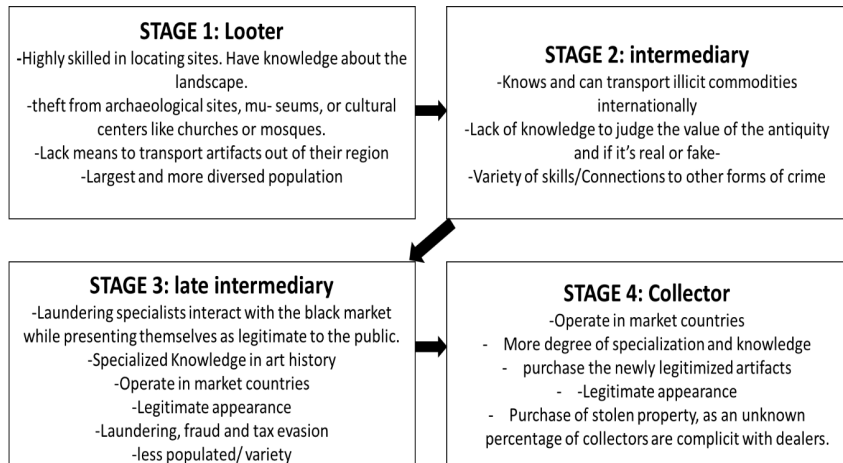 STAGE 1: Looter
-Highly skilled in locating sites. Have knowledge about the
landscape.
-theft from archaeological sites, mu- seums, or cultural
centers like churches or mosques.
-Lack means to transport artifacts out of their region
-Largest and more diversed population
STAGE 2: intermediary
-Knows and can transport illicit commodities
internationally
-Lack of knowledge to judge the value of the antiquity
and if it's real or fake-
-Variety of skills/Connections to other forms of crime
STAGE 3: late intermediary
-Laundering specialists interact with the black market
while presenting themselves as legitimate to the public.
-Specialized Knowledge in art history
-Operate in market countries
-Legitimate appearance
-Laundering, fraud and tax evasion
-less populated/ variety
STAGE 4: Collector
-Operate in market countries
- More degree of specialization and knowledge
- purchase the newly legitimized artifacts
- -Legitimate appearance
- Purchase of stolen property, as an unknown
percentage of collectors are complicit with dealers.